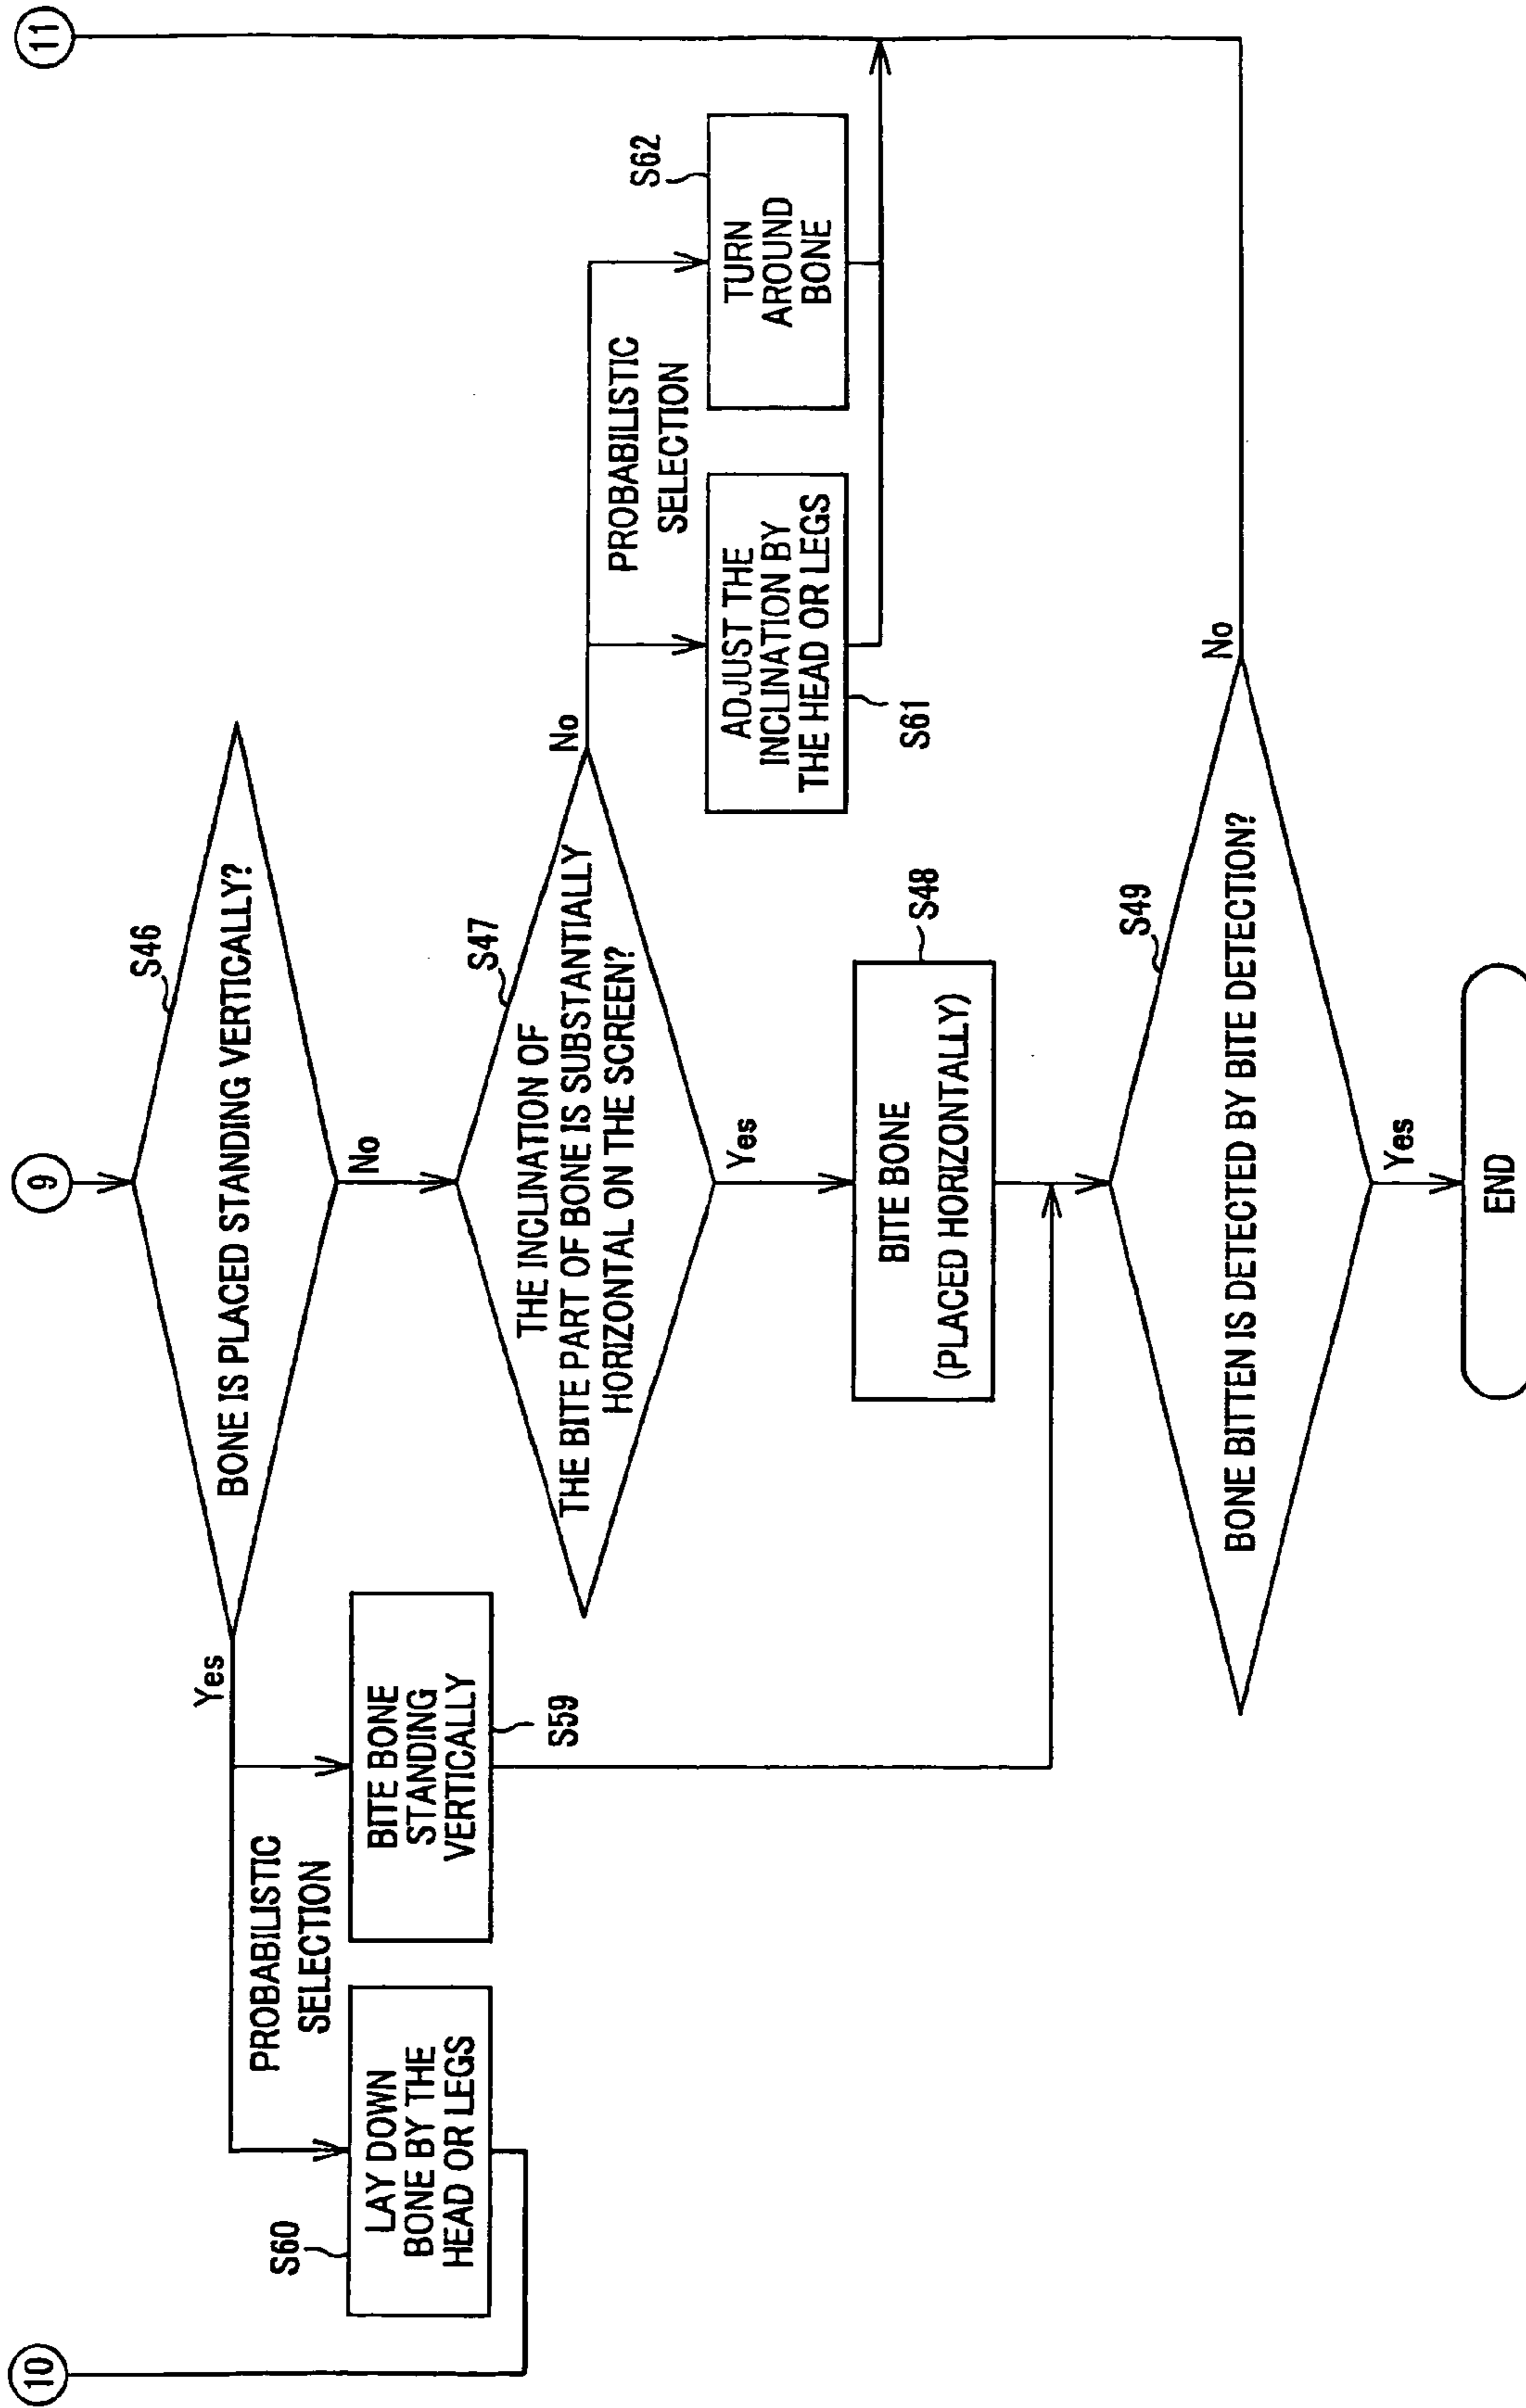 10
9
11
S46
BONE IS PLACED STANDING VERTICALLY?
Yes
No
PROBABILISTIC
SELECTION
S60
LAY DOWN
BONE BY THE
HEAD OR LEGS
BITE BONE
STANDING
VERTICALLY
S59
S47
THE INCLINATION OF
THE BITE PART OF BONE IS SUBSTANTIALLY
HORIZONTAL ON THE SCREEN?
No
Yes
PROBABILISTIC
SELECTION
ADJUST THE
INCLINATION BY
THE HEAD OR LEGS
S61
S62
TURN
AROUND
BONE
S48
BITE BONE
(PLACED HORIZONTALLY)
S49
BONE BITTEN IS DETECTED BY BITE DETECTION?
No
Yes
END